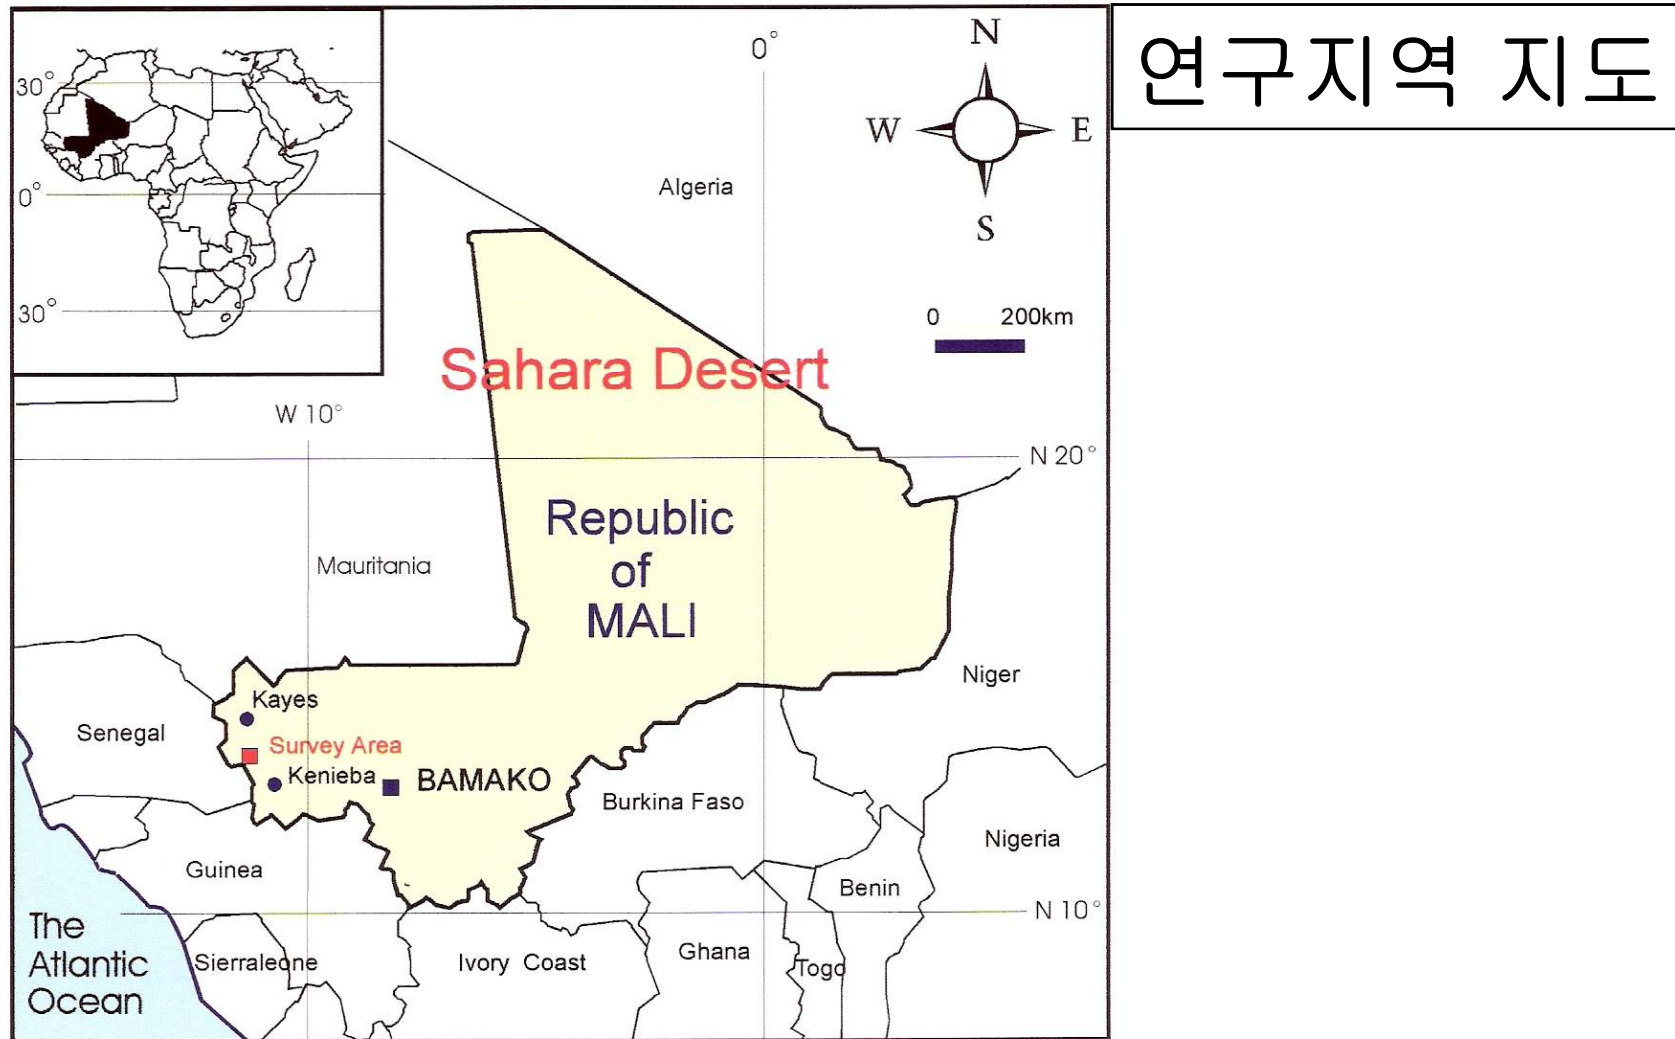 연구지역 지도
N
0°
W
E
S
30°
0°
30°
Algeria
0 200km
Sahara Desert
W 10°
N 20°
Republic
of
MALI
Mauritania
Niger
Kayes
Senegal
Survey Area
Kenieba
BAMAKO
Burkina Faso
Nigeria
Guinea
Benin
N 10°
The
Atlantic
Ocean
Sierraleone
Ivory Coast
Ghana
Togo